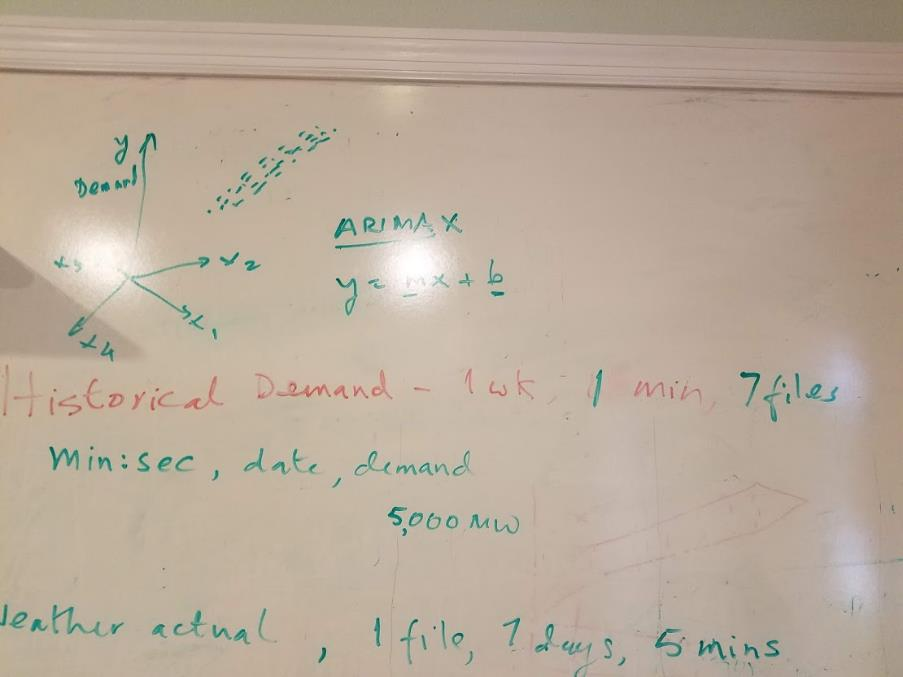 y
Demand
ARIMAX
x3
x2
y = mx + b
x1
x4
Historical Demand - 1 wk, 1 min, 7 files
Min:sec, date, demand
5,000 MW
Weather actual, 1 file, 7 days, 5 mins